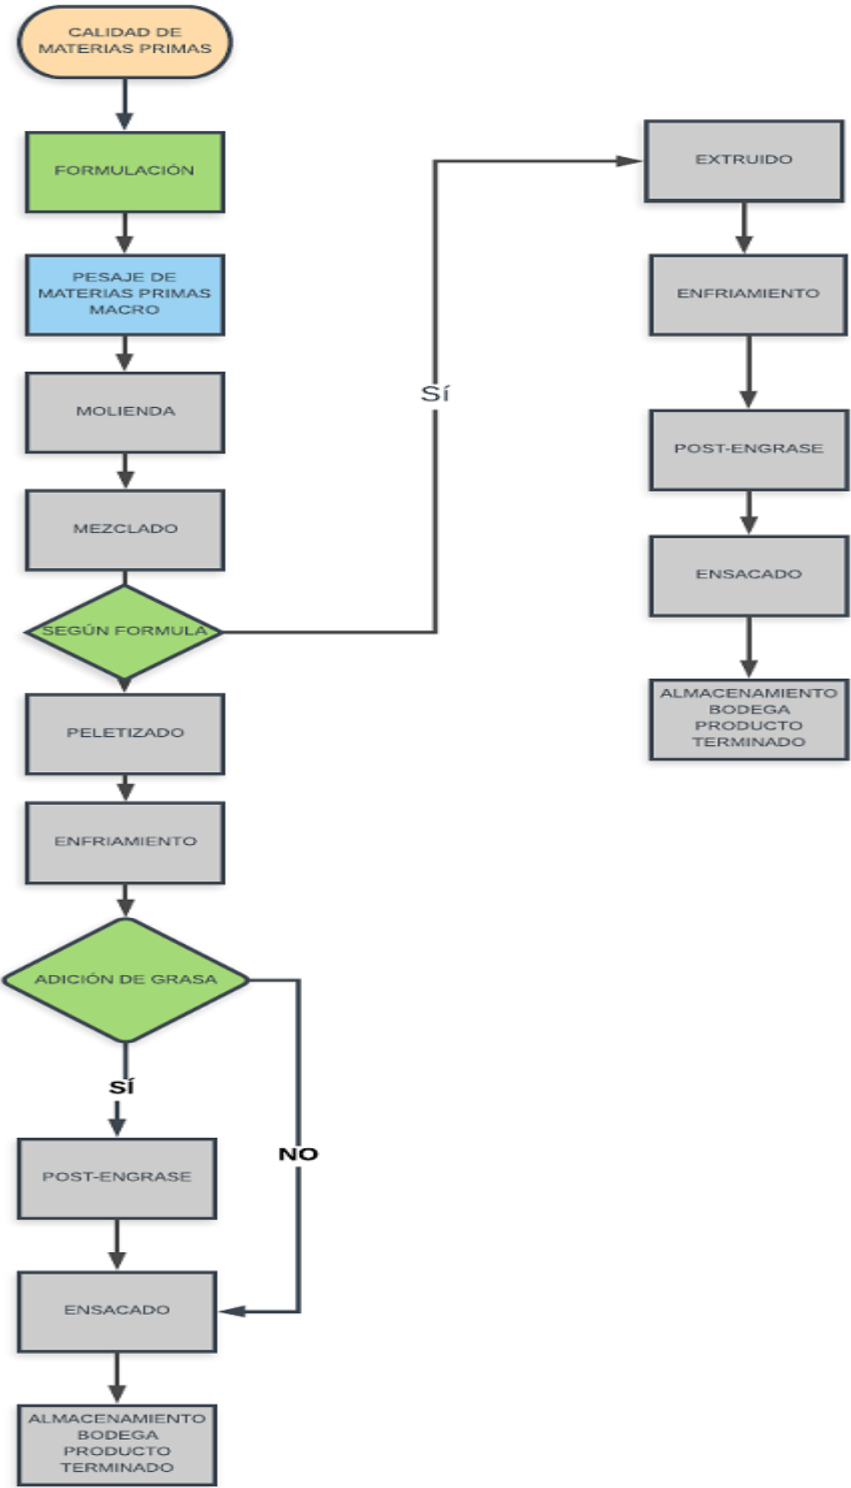 CALIDAD DE
MATERIAS PRIMAS
FORMULACIÓN
PESAJE DE
MATERIAS PRIMAS
MACRO
MOLIENDA
MEZCLADO
SEGÚN FORMULA
PELETIZADO
ENFRIAMIENTO
ADICIÓN DE GRASA
SÍ
NO
POST-ENGRASE
ENSACADO
ALMACENAMIENTO
BODEGA
PRODUCTO
TERMINADO
Sí
EXTRUIDO
ENFRIAMIENTO
POST-ENGRASE
ENSACADO
ALMACENAMIENTO
BODEGA
PRODUCTO
TERMINADO